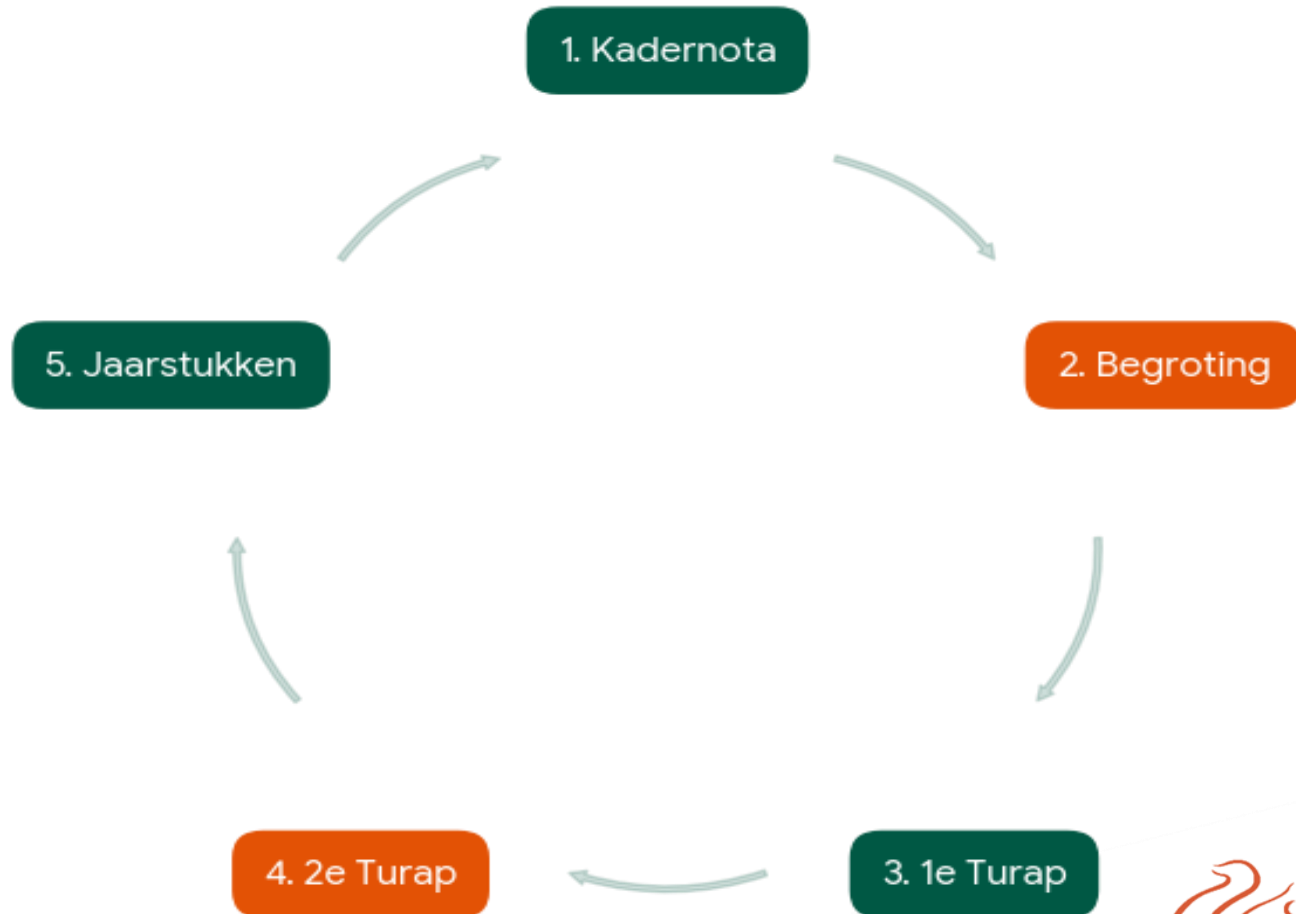 1. Kadernota
2. Begroting
3. 1e Turap
4. 2e Turap
5. Jaarstukken